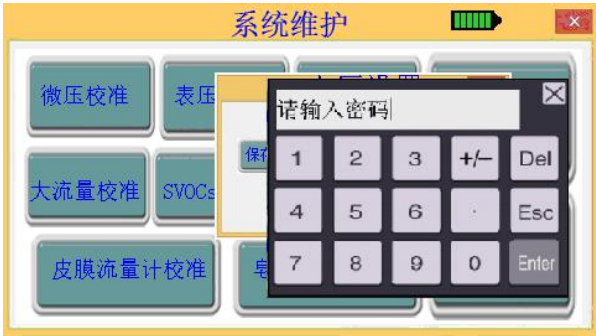 系统维护
微压校准
表压
请输入密码
保存
1 2 3 +/- Del
大流量校准
SVOCs
4 5 6 . Esc
皮膜流量计校准
皂
7 8 9 0 Enter